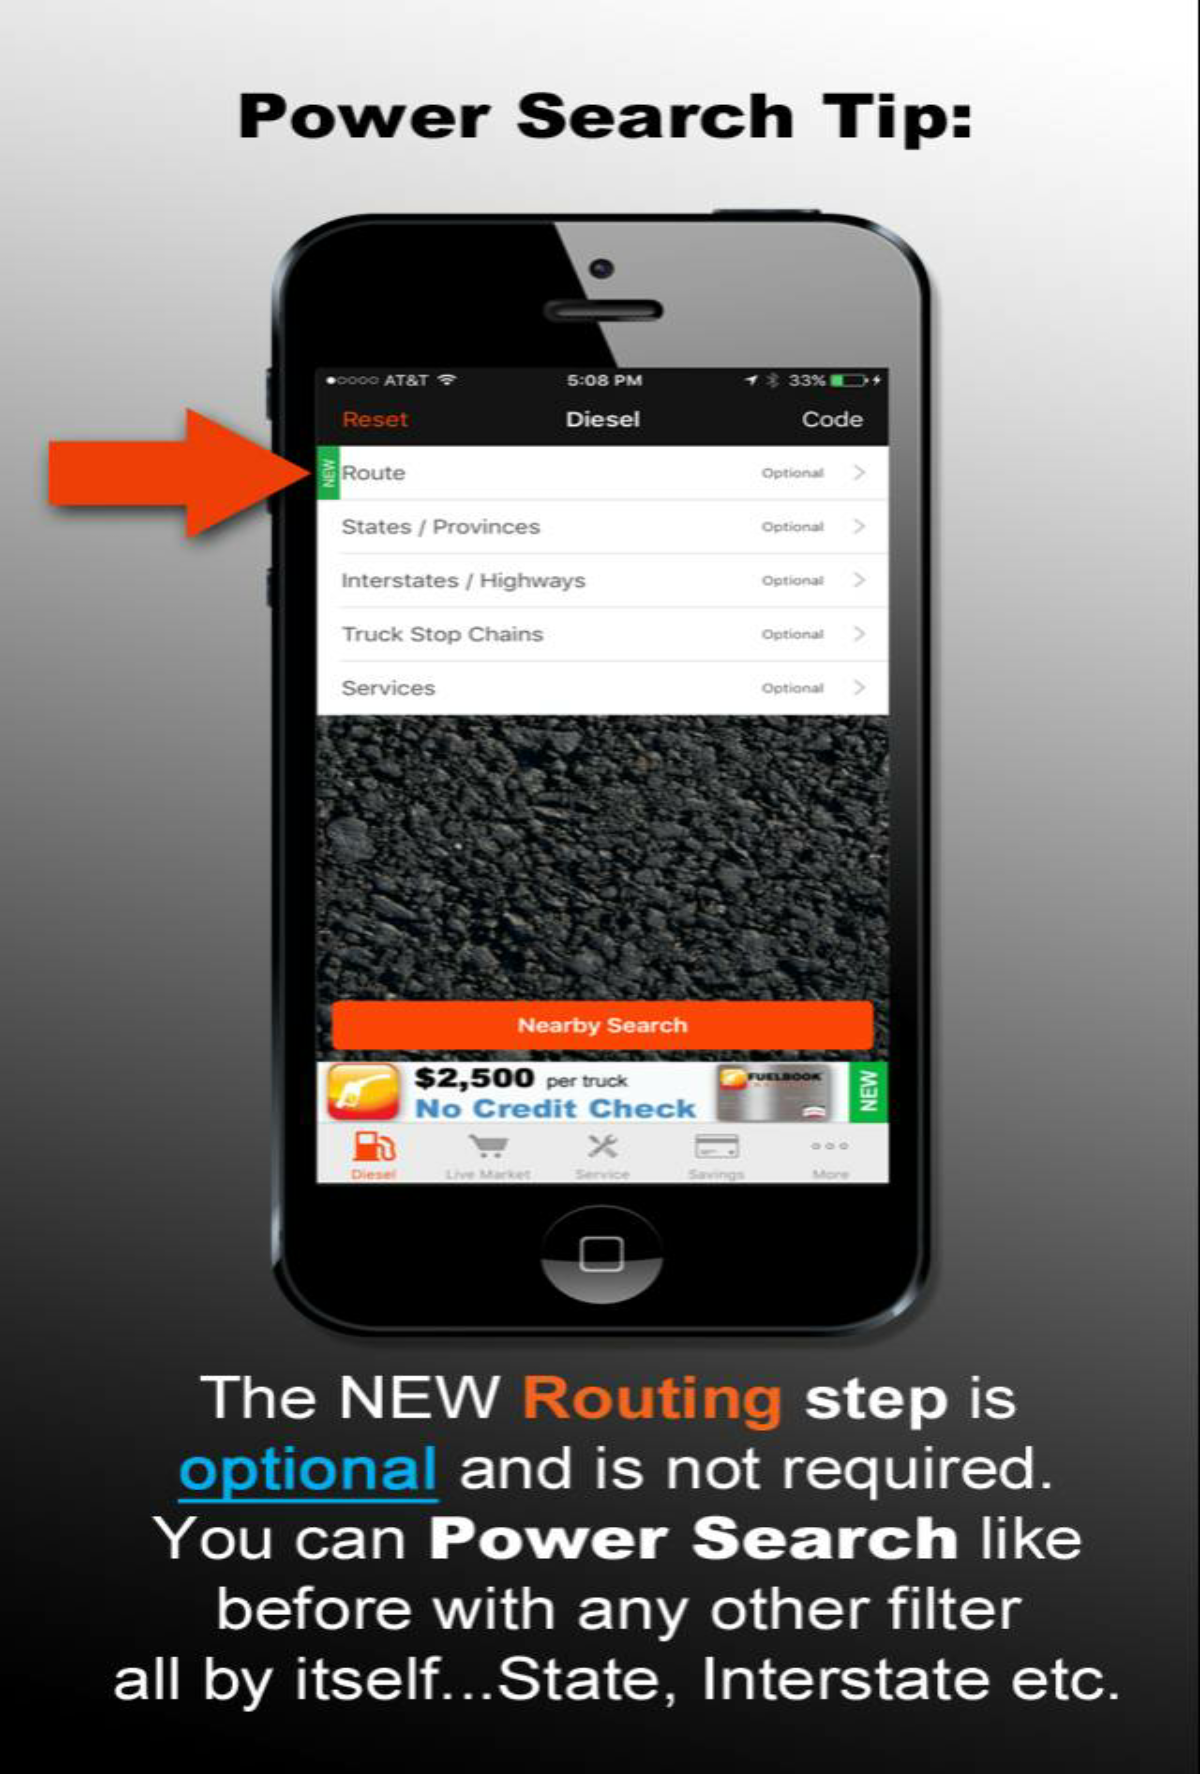 Power Search Tip:
AT&T 5:08 PM 33%
Reset Diesel Code
NEW Route Optional
States / Provinces Optional
Interstates / Highways Optional
Truck Stop Chains Optional
Services Optional
Nearby Search
$2,500 per truck
No Credit Check
FUELBOOK
NEW
Diesel Live Market Service Savings More
The NEW Routing step is
optional and is not required.
You can Power Search like
before with any other filter
all by itself...State, Interstate etc.